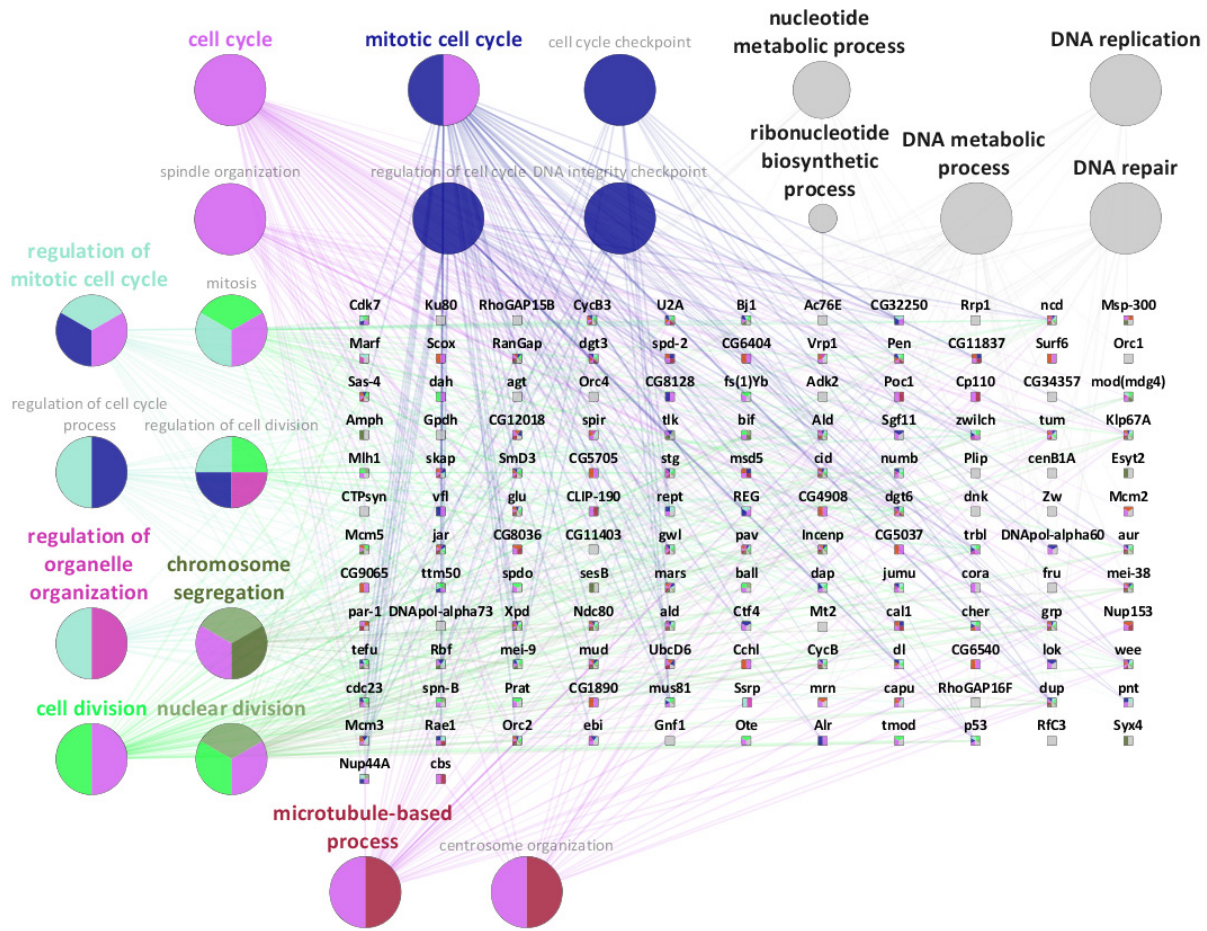 nucleotide
metabolic process
cell cycle
mitotic cell cycle
cell cycle checkpoint
DNA replication
ribonucleotide
biosynthetic
process
DNA metabolic
process
DNA repair
spindle organization
regulation of cell cycle
DNA integrity checkpoint
regulation of
mitotic cell cycle
mitosis
regulation of cell cycle
process
regulation of cell division
regulation of
organelle
organization
chromosome
segregation
cell division
nuclear division
Cdk7 Ku80 RhoGAP15B CycB3 U2A Bj1 Ac76E CG32250 Rrp1 ncd Msp-300
Marf Scox RanGap dgt3 spd-2 CG6404 Vrp1 Pen CG11837 Surf6 Orc1
Sas-4 dah agt Orc4 CG8128 fs(1)Yb Adk2 Poc1 Cp110 CG34357 mod(mdg4)
Amph Gpdh CG12018 spir tlk bif Ald Sgf11 zwilch tum Klp67A
Mlh1 skap SmD3 CG5705 stg msd5 cid numb Plip cenB1A Esyt2
CTPsyn vfl glu CLIP-190 rept REG CG4908 dgt6 dnk Zw Mcm2
Mcm5 jar CG8036 CG11403 gwl pav Incenp CG5037 trbl DNApol-alpha60 aur
CG9065 ttm50 spdo sesB mars ball dap jumu cora fru mei-38
par-1 DNApol-alpha73 Xpd Ndc80 ald Ctf4 Mt2 cal1 cher grp Nup153
tefu Rbf mei-9 mud UbcD6 Cchl CycB dl CG6540 lok wee
cdc23 spn-B Prat CG1890 mus81 Ssrp mrn capu RhoGAP16F dup pnt
Mcm3 Rae1 Orc2 ebi Gnf1 Ote Alr tmod p53 RfC3 Syx4
Nup44A cbs
microtubule-based
process
centrosome organization